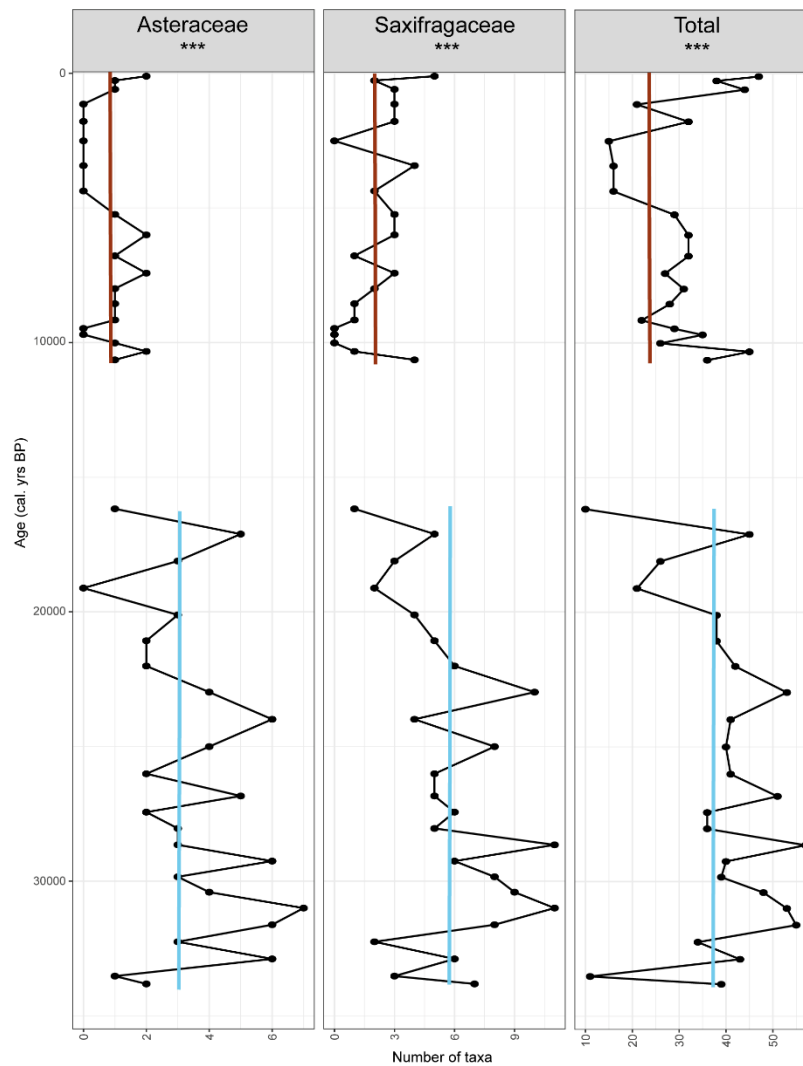 Asteraceae
***
Saxifragaceae
***
Total
***
0
10000
20000
30000
Age (cal. yrs BP)
0 2 4 6
0 3 6 9
10 20 30 40 50
Number of taxa